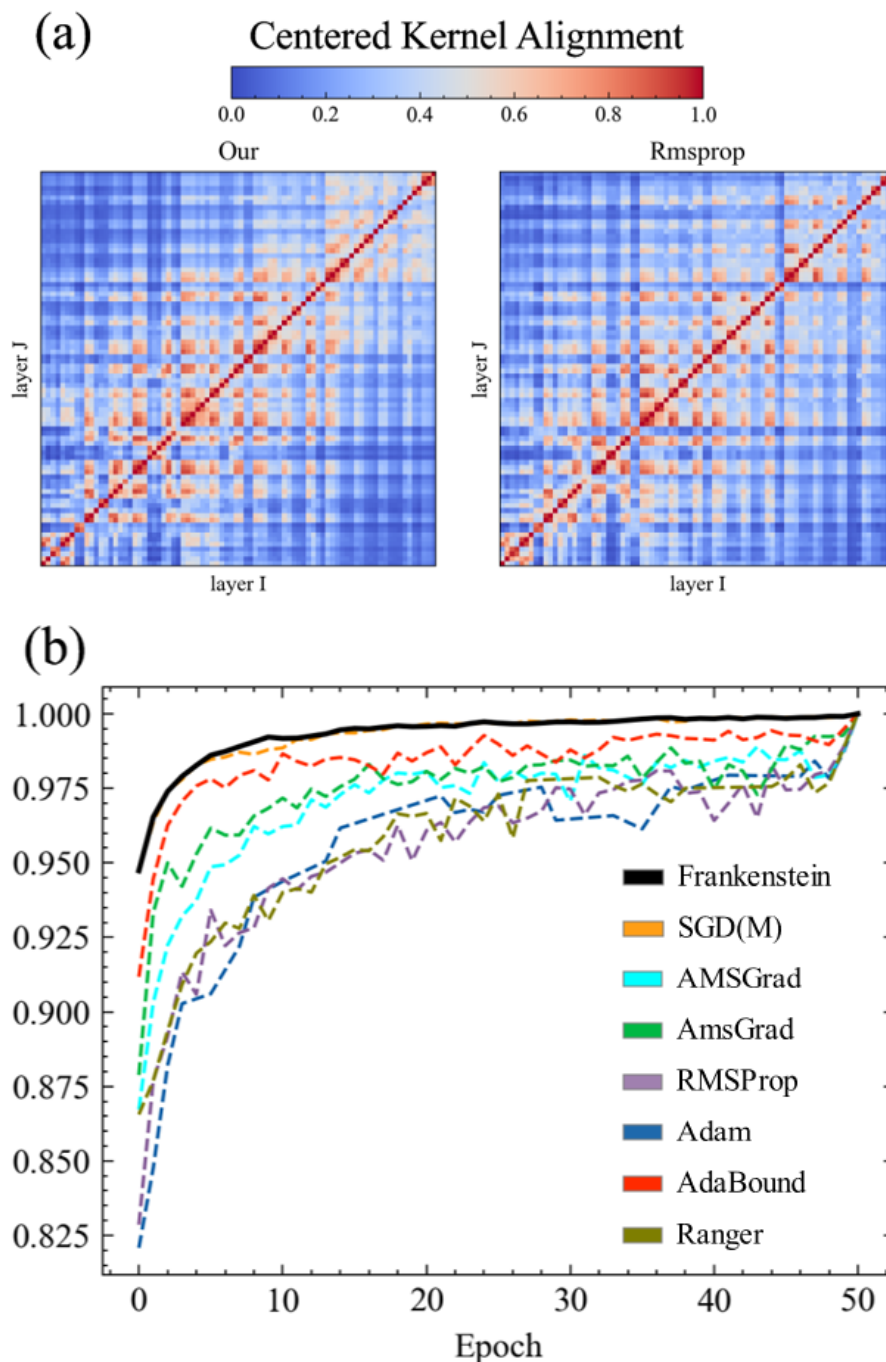 (a)
Centered Kernel Alignment
0.0 0.2 0.4 0.6 0.8 1.0
Our Rmsprop
layer J layer J
layer I layer I
(b)
1.000
0.975
0.950
0.925
0.900
0.875
0.850
0.825
Frankenstein
SGD(M)
AMSGrad
AmsGrad
RMSProp
Adam
AdaBound
Ranger
0 10 20 30 40 50
Epoch